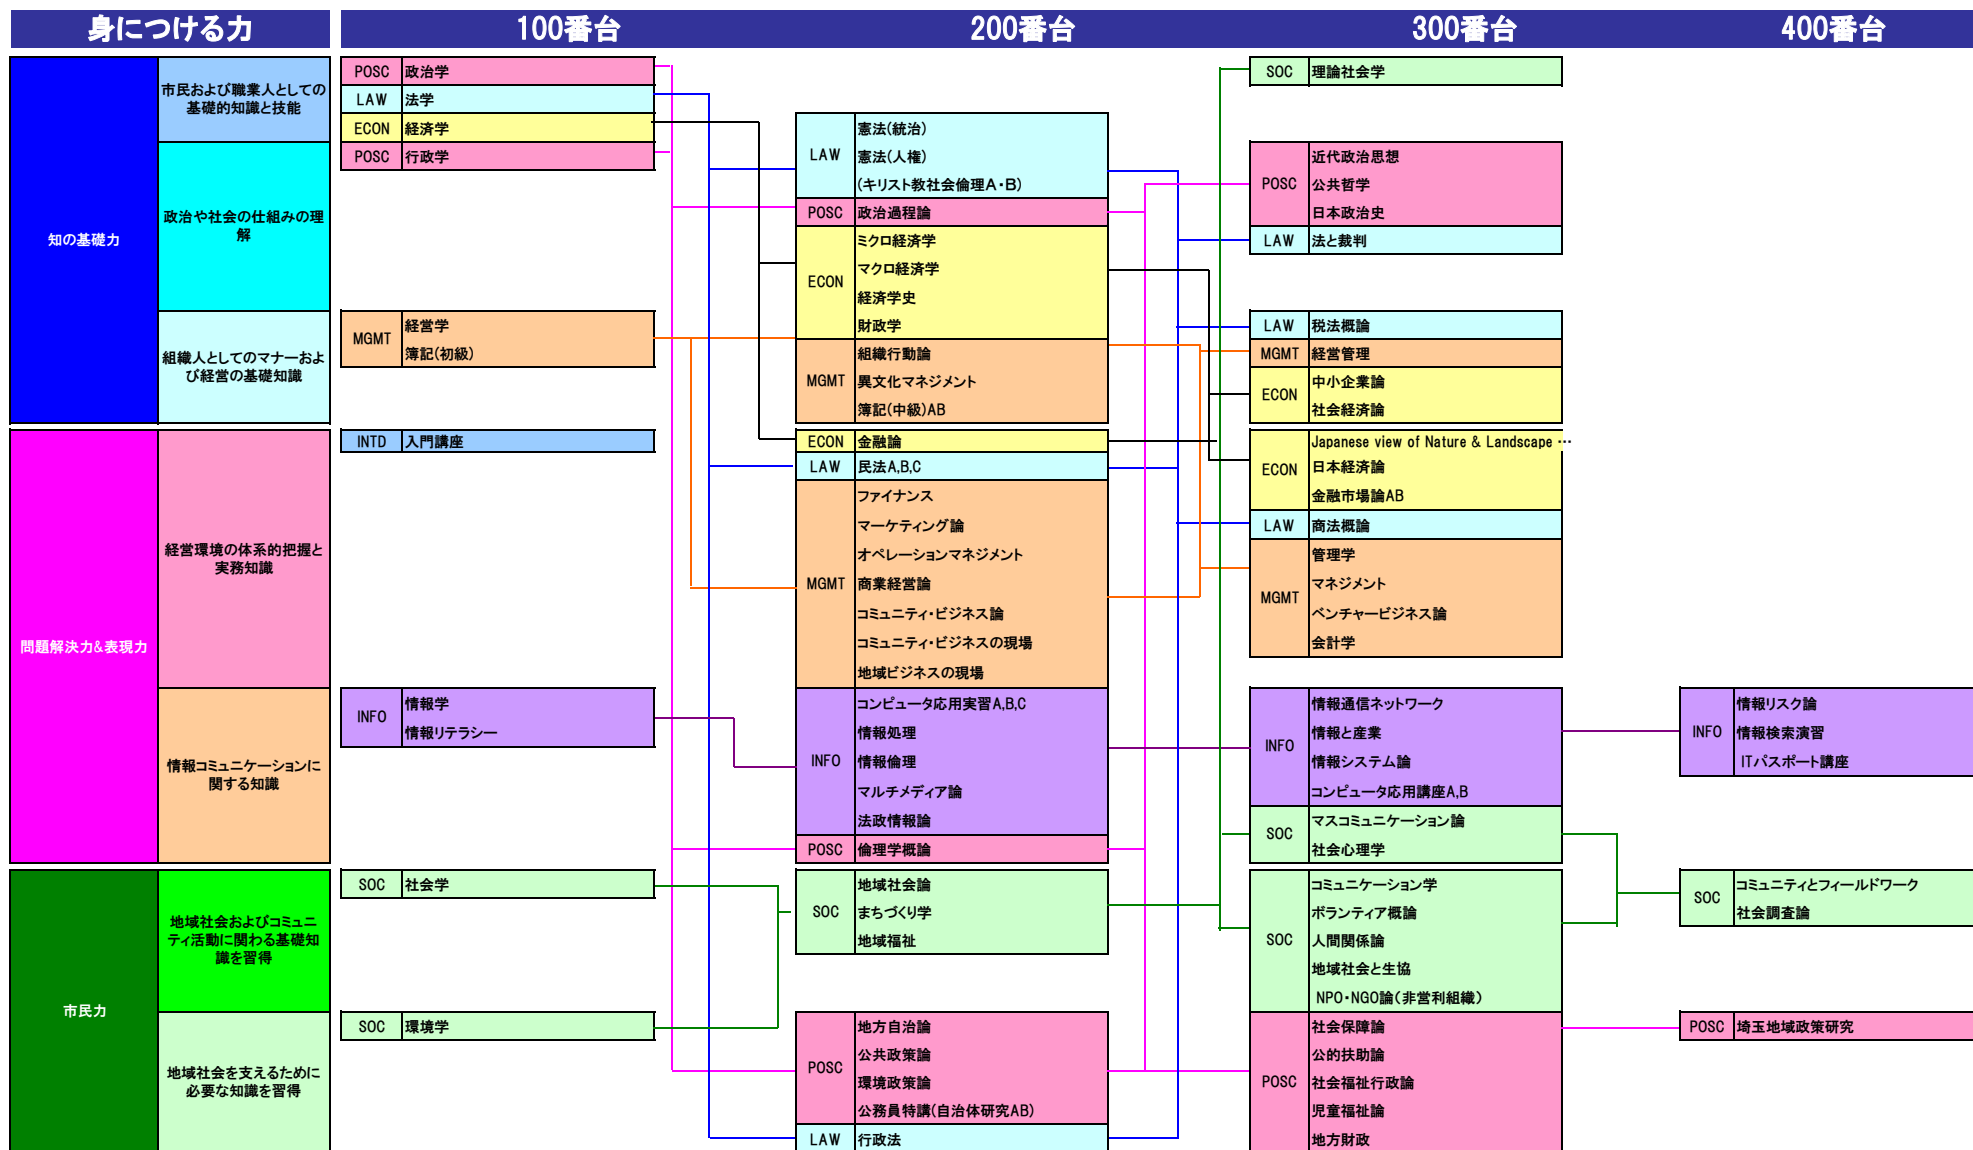 身につける力
100番台
200番台
300番台
400番台
知の基礎力
市民および職業人としての
基礎的知識と技能
政治や社会の仕組みの理
解
組織人としてのマナーおよ
び経営の基礎知識
POSC 政治学
LAW 法学
ECON 経済学
POSC 行政学
MGMT
経営学
簿記(初級)
LAW
憲法(統治)
憲法(人権)
(キリスト教社会倫理A・B)
POSC 政治過程論
ECON
ミクロ経済学
マクロ経済学
経済学史
財政学
MGMT
組織行動論
異文化マネジメント
簿記(中級)AB
SOC 理論社会学
POSC
近代政治思想
公共哲学
日本政治史
LAW 法と裁判
LAW 税法概論
MGMT 経営管理
ECON
中小企業論
社会経済論
問題解決力&表現力
経営環境の体系的把握と
実務知識
情報コミュニケーションに
関する知識
INTD 入門講座
INFO
情報学
情報リテラシー
ECON 金融論
LAW 民法A,B,C
MGMT
ファイナンス
マーケティング論
オペレーションマネジメント
商業経営論
コミュニティ・ビジネス論
コミュニティ・ビジネスの現場
地域ビジネスの現場
INFO
コンピュータ応用実習A,B,C
情報処理
情報倫理
マルチメディア論
法政情報論
POSC 倫理学概論
ECON
Japanese view of Nature & Landscape …
日本経済論
金融市場論AB
LAW 商法概論
MGMT
管理学
マネジメント
ベンチャービジネス論
会計学
INFO
情報通信ネットワーク
情報と産業
情報システム論
コンピュータ応用講座A,B
SOC
マスコミュニケーション論
社会心理学
INFO
情報リスク論
情報検索演習
ITパスポート講座
市民力
地域社会およびコミュニ
ティ活動に関わる基礎知
識を習得
地域社会を支えるために
必要な知識を習得
SOC 社会学
SOC 環境学
SOC
地域社会論
まちづくり学
地域福祉
POSC
地方自治論
公共政策論
環境政策論
公務員特講(自治体研究AB)
LAW 行政法
SOC
コミュニケーション学
ボランティア概論
人間関係論
地域社会と生協
NPO・NGO論(非営利組織)
POSC
社会保障論
公的扶助論
社会福祉行政論
児童福祉論
地方財政
SOC
コミュニティとフィールドワーク
社会調査論
POSC 埼玉地域政策研究